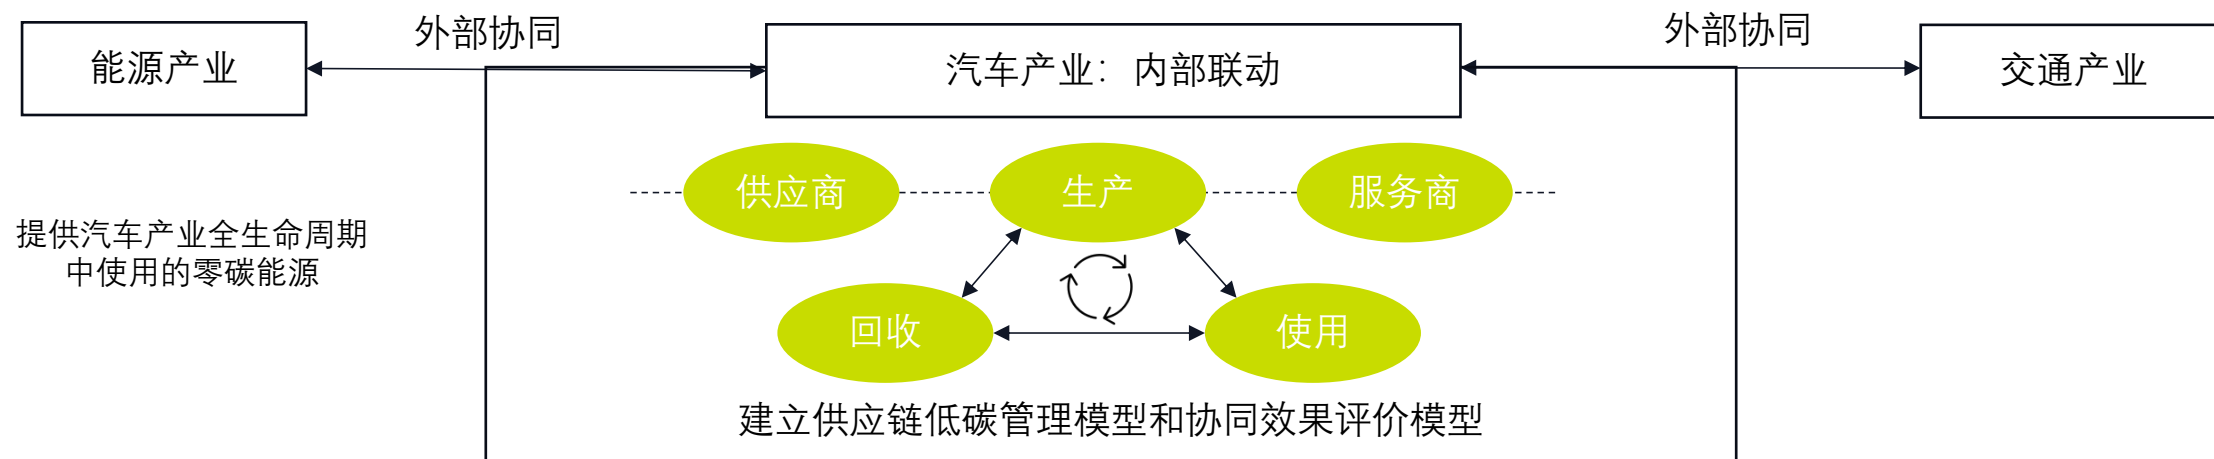 外部协同
外部协同
能源产业
汽车产业：内部联动
交通产业
供应商
生产
服务商
提供汽车产业全生命周期
中使用的零碳能源
回收
使用
建立供应链低碳管理模型和协同效果评价模型